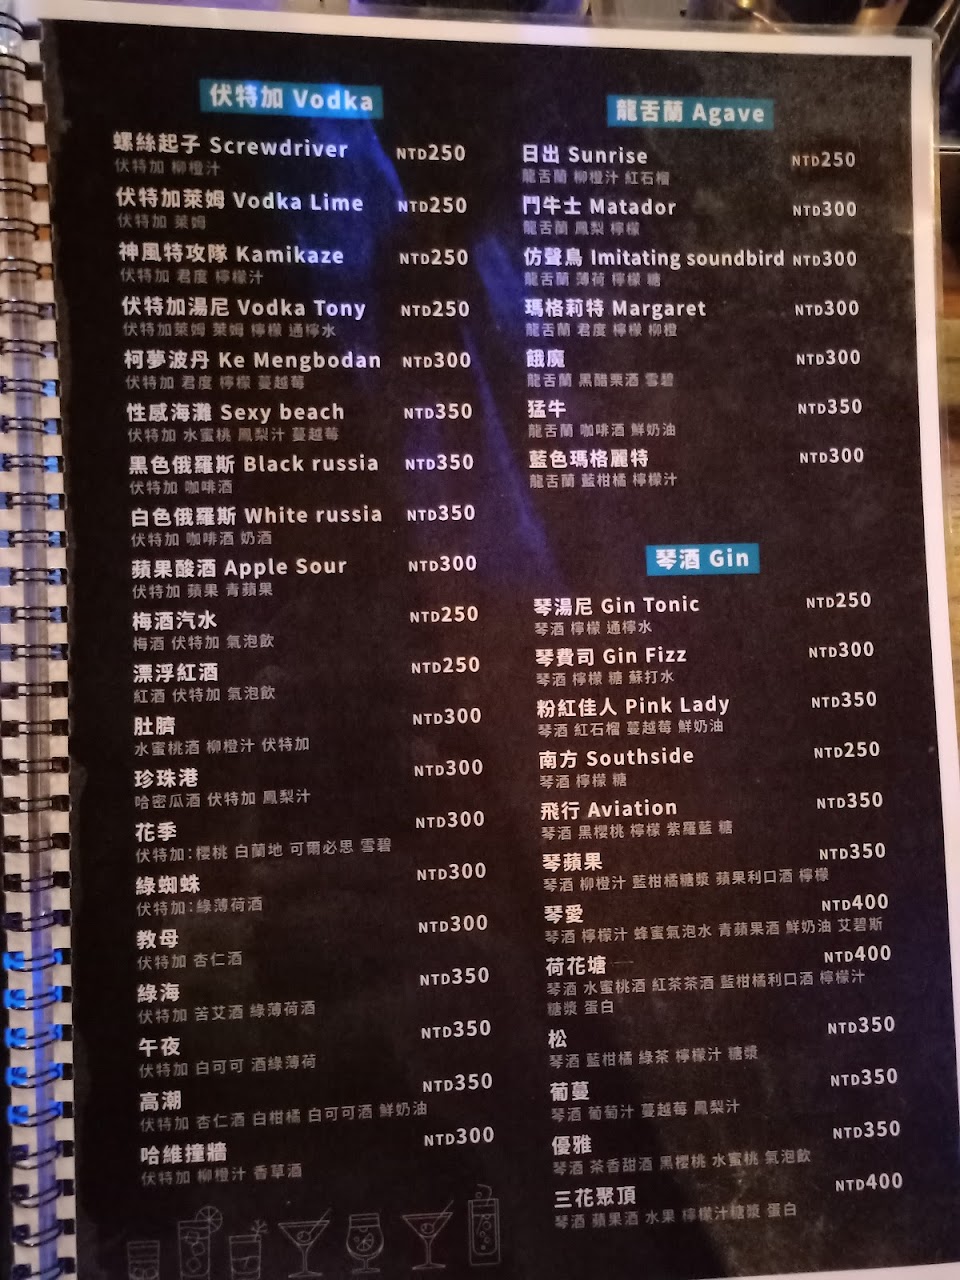 伏特加 Vodka
螺絲起子 Screwdriver NTD250
伏特加 柳橙汁
伏特加萊姆 Vodka Lime NTD250
伏特加 萊姆
神風特攻隊 Kamikaze NTD250
伏特加 君度 檸檬汁
伏特加湯尼 Vodka Tony NTD250
伏特加萊姆 萊姆 檸檬 通檸水
柯夢波丹 Ke Mengbodan NTD300
伏特加 君度 檸檬 蔓越莓
性感海灘 Sexy beach NTD350
伏特加 水蜜桃 鳳梨汁 蔓越莓
黑色俄羅斯 Black russia NTD350
伏特加 咖啡酒
白色俄羅斯 White russia NTD350
伏特加 咖啡酒 奶酒
蘋果酸酒 Apple Sour NTD300
伏特加 蘋果 青蘋果
梅酒汽水 NTD250
梅酒 伏特加 氣泡飲
漂浮紅酒 NTD250
紅酒 伏特加 氣泡飲
肚臍 NTD300
水蜜桃酒 柳橙汁 伏特加
珍珠港 NTD300
哈密瓜酒 伏特加 鳳梨汁
花季 NTD300
伏特加:櫻桃 白蘭地 可爾必思 雪碧
綠蜘蛛 NTD300
伏特加:綠薄荷酒
教母 NTD300
伏特加 杏仁酒
綠海 NTD350
伏特加 苦艾酒 綠薄荷酒
午夜 NTD350
伏特加 白可可 酒綠薄荷
高潮 NTD350
伏特加 杏仁酒 白柑橘 白可可酒 鮮奶油
哈維撞牆 NTD300
伏特加 柳橙汁 香草酒
龍舌蘭 Agave
日出 Sunrise NTD250
龍舌蘭 柳橙汁 紅石榴
鬥牛士 Matador NTD300
龍舌蘭 鳳梨 檸檬
仿聲鳥 Imitating soundbird NTD300
龍舌蘭 薄荷 檸檬 糖
瑪格莉特 Margaret NTD300
龍舌蘭 君度 檸檬 柳橙
餓魔 NTD300
龍舌蘭 黑醋栗酒 雪碧
猛牛 NTD350
龍舌蘭 咖啡酒 鮮奶油
藍色瑪格麗特 NTD300
龍舌蘭 藍柑橘 檸檬汁
琴酒 Gin
琴湯尼 Gin Tonic NTD250
琴酒 檸檬 通檸水
琴費司 Gin Fizz NTD300
琴酒 檸檬 糖 蘇打水
粉紅佳人 Pink Lady NTD350
琴酒 紅石榴 蔓越莓 鮮奶油
南方 Southside NTD250
琴酒 檸檬 糖
飛行 Aviation NTD350
琴酒 黑櫻桃 檸檬 紫羅藍 糖
琴蘋果 NTD350
琴酒 柳橙汁 藍柑橘糖漿 蘋果利口酒 檸檬
琴愛 NTD400
琴酒 檸檬汁 蜂蜜氣泡水 青蘋果酒 鮮奶油 艾碧斯
荷花塘 NTD400
琴酒 水蜜桃酒 紅茶茶酒 藍柑橘利口酒 檸檬汁
糖漿 蛋白
松 NTD350
琴酒 藍柑橘 綠茶 檸檬汁 糖漿
葡蔓 NTD350
琴酒 葡萄汁 蔓越莓 鳳梨汁
優雅 NTD350
琴酒 茶香甜酒 黑櫻桃 水蜜桃 氣泡飲
三花聚頂 NTD400
琴酒 蘋果酒 水果 檸檬汁糖漿 蛋白